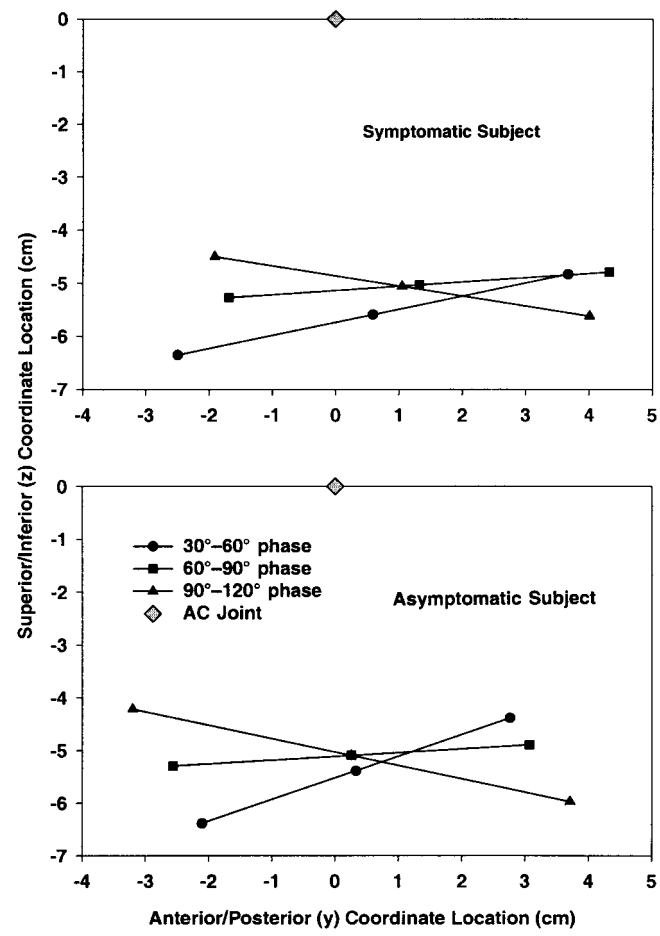 0
-1
-2
-3
-4
-5
-6
-7
Symptomatic Subject
-4 -3 -2 -1 0 1 2 3 4 5
Superior/Inferior (z) Coordinate Location (cm)
0
-1
-2
-3
-4
-5
-6
-7
30°–60° phase
60°–90° phase
90°–120° phase
AC Joint
Asymptomatic Subject
-4 -3 -2 -1 0 1 2 3 4 5
Anterior/Posterior (y) Coordinate Location (cm)